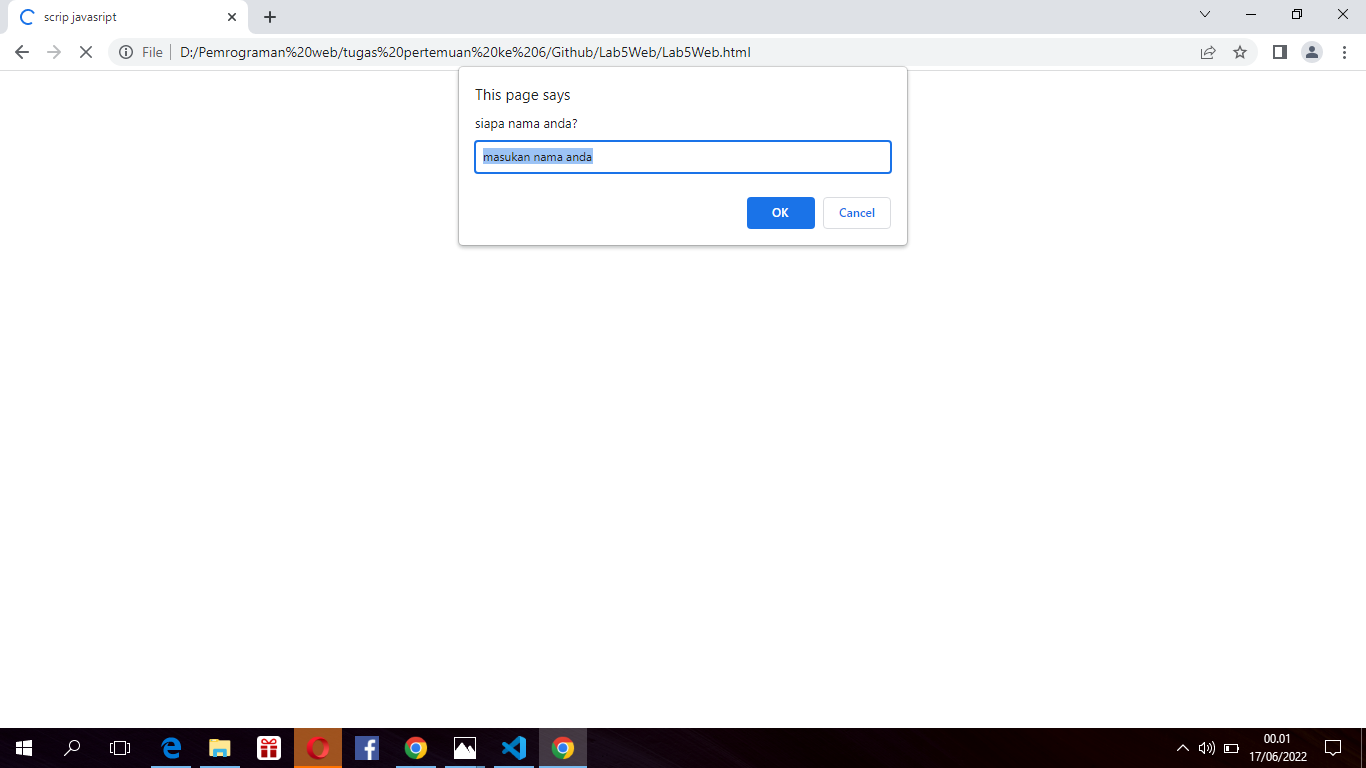 scrip javasript
File D:/Pemrograman%20web/tugas%20pertemuan%20ke%206/Github/Lab5Web/Lab5Web.html
This page says
siapa nama anda?
masukan nama anda
OK Cancel
00.01
17/06/2022